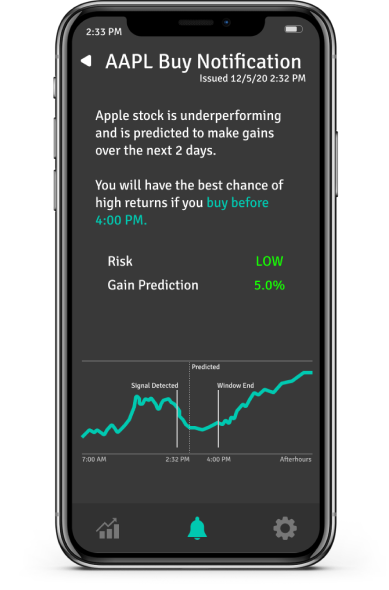 2:33 PM
AAPL Buy Notification
Issued 12/5/20 2:32 PM
Apple stock is underperforming
and is predicted to make gains
over the next 2 days.
You will have the best chance of
high returns if you buy before
4:00 PM.
Risk LOW
Gain Prediction 5.0%
Predicted
Signal Detected Window End
7:00 AM 2:32 PM 4:00 PM Afterhours